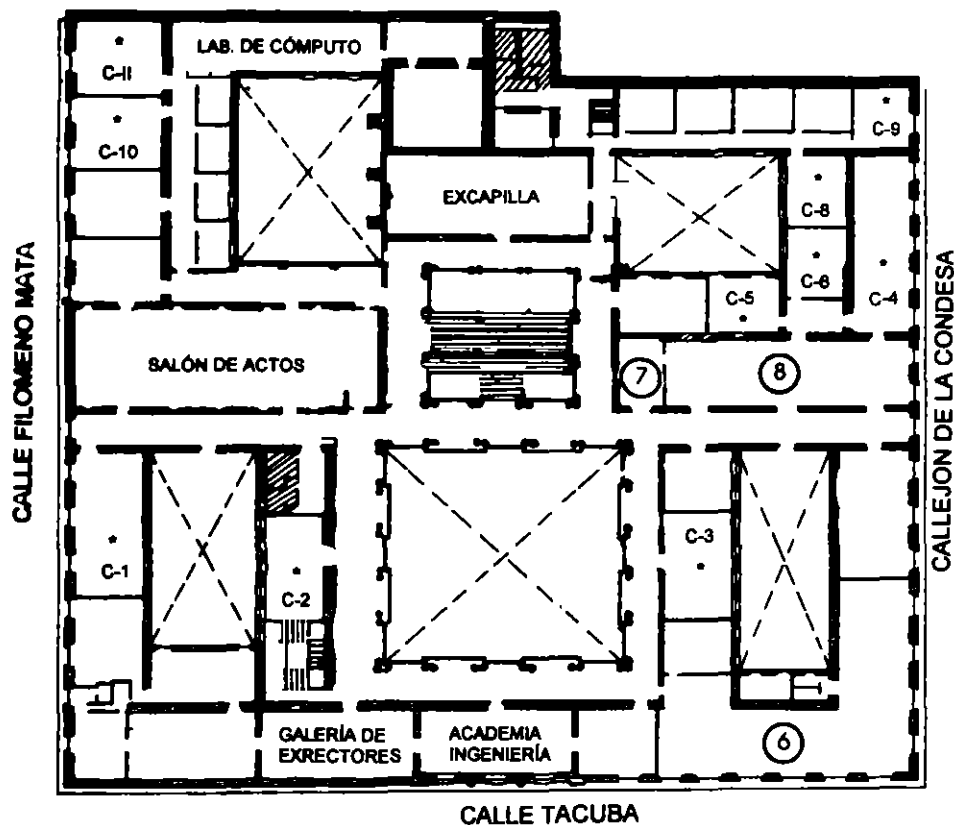 LAB. DE CÓMPUTO
C-II
C-10
C-9
EXCAPILLA
C-8
C-6
C-4
C-5
CALLE FILOMENO MATA
SALÓN DE ACTOS
7
8
CALLEJON DE LA CONDESA
C-1
C-2
C-3
GALERÍA DE
EXRECTORES
ACADEMIA
INGENIERÍA
6
CALLE TACUBA